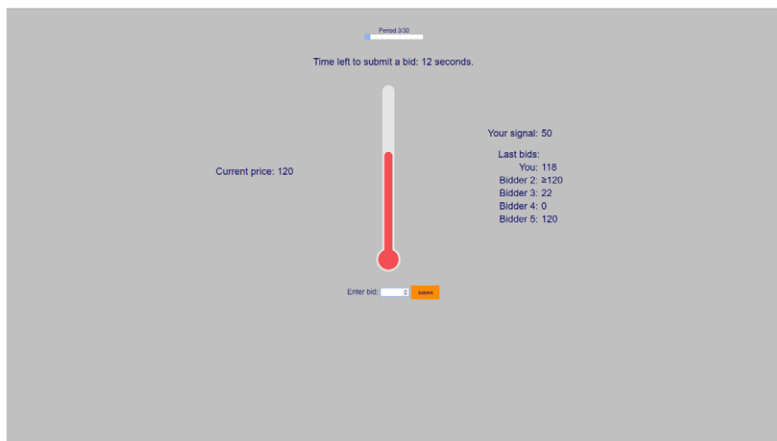 Period 3/30
Time left to submit a bid: 12 seconds.
Your signal: 50
Last bids:
Current price: 120
You: 118
Bidder 2: ≥120
Bidder 3: 22
Bidder 4: 0
Bidder 5: 120
Enter bid:
Submit